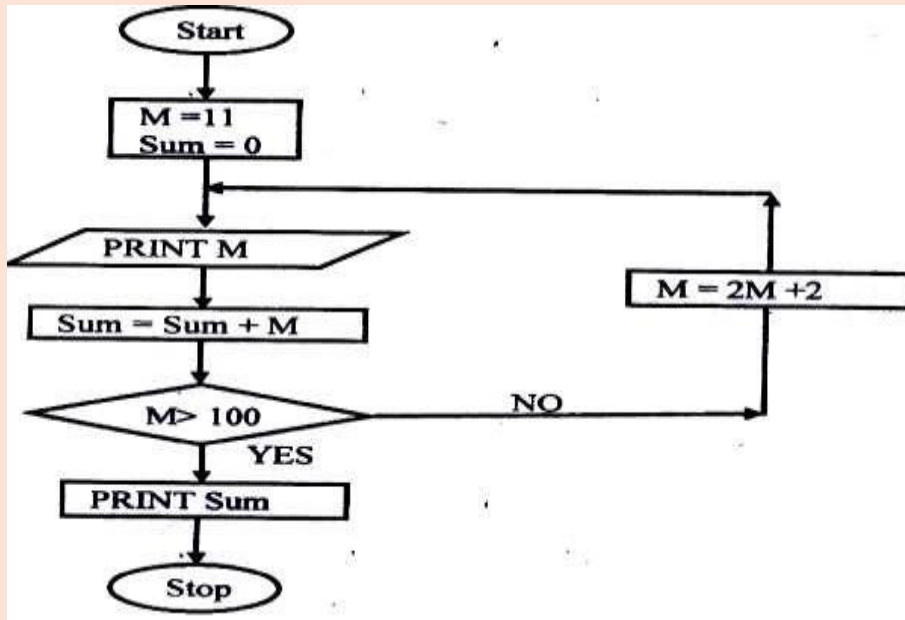 Start
M =11
Sum = 0
PRINT M
M = 2M +2
Sum = Sum + M
M> 100
NO
YES
PRINT Sum
Stop